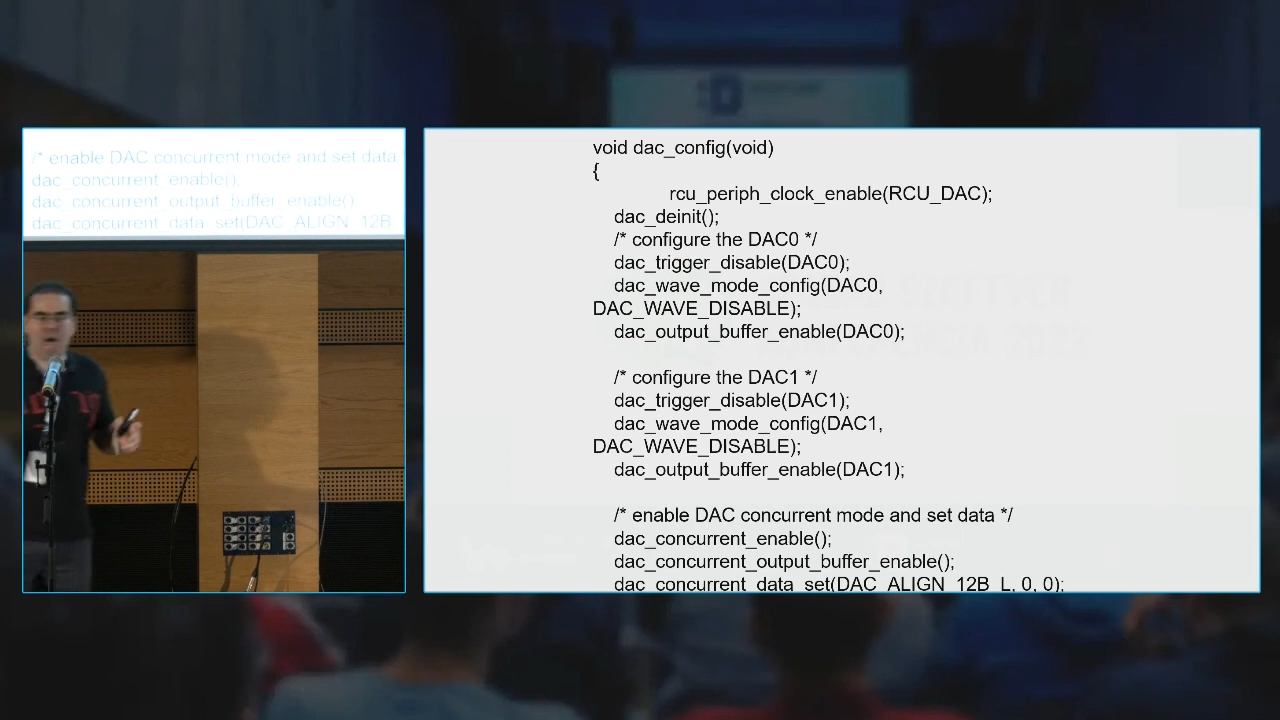 /* enable DAC concurrent mode and set data
dac_concurrent_enable();
dac_concurrent_output_buffer_enable();
dac_concurrent_data_set(DAC_ALIGN_12B
void dac_config(void)
{
rcu_periph_clock_enable(RCU_DAC);
dac_deinit();
/* configure the DAC0 */
dac_trigger_disable(DAC0);
dac_wave_mode_config(DAC0,
DAC_WAVE_DISABLE);
dac_output_buffer_enable(DAC0);
/* configure the DAC1 */
dac_trigger_disable(DAC1);
dac_wave_mode_config(DAC1,
DAC_WAVE_DISABLE);
dac_output_buffer_enable(DAC1);
/* enable DAC concurrent mode and set data */
dac_concurrent_enable();
dac_concurrent_output_buffer_enable();
dac_concurrent_data_set(DAC_ALIGN_12B_L, 0, 0);